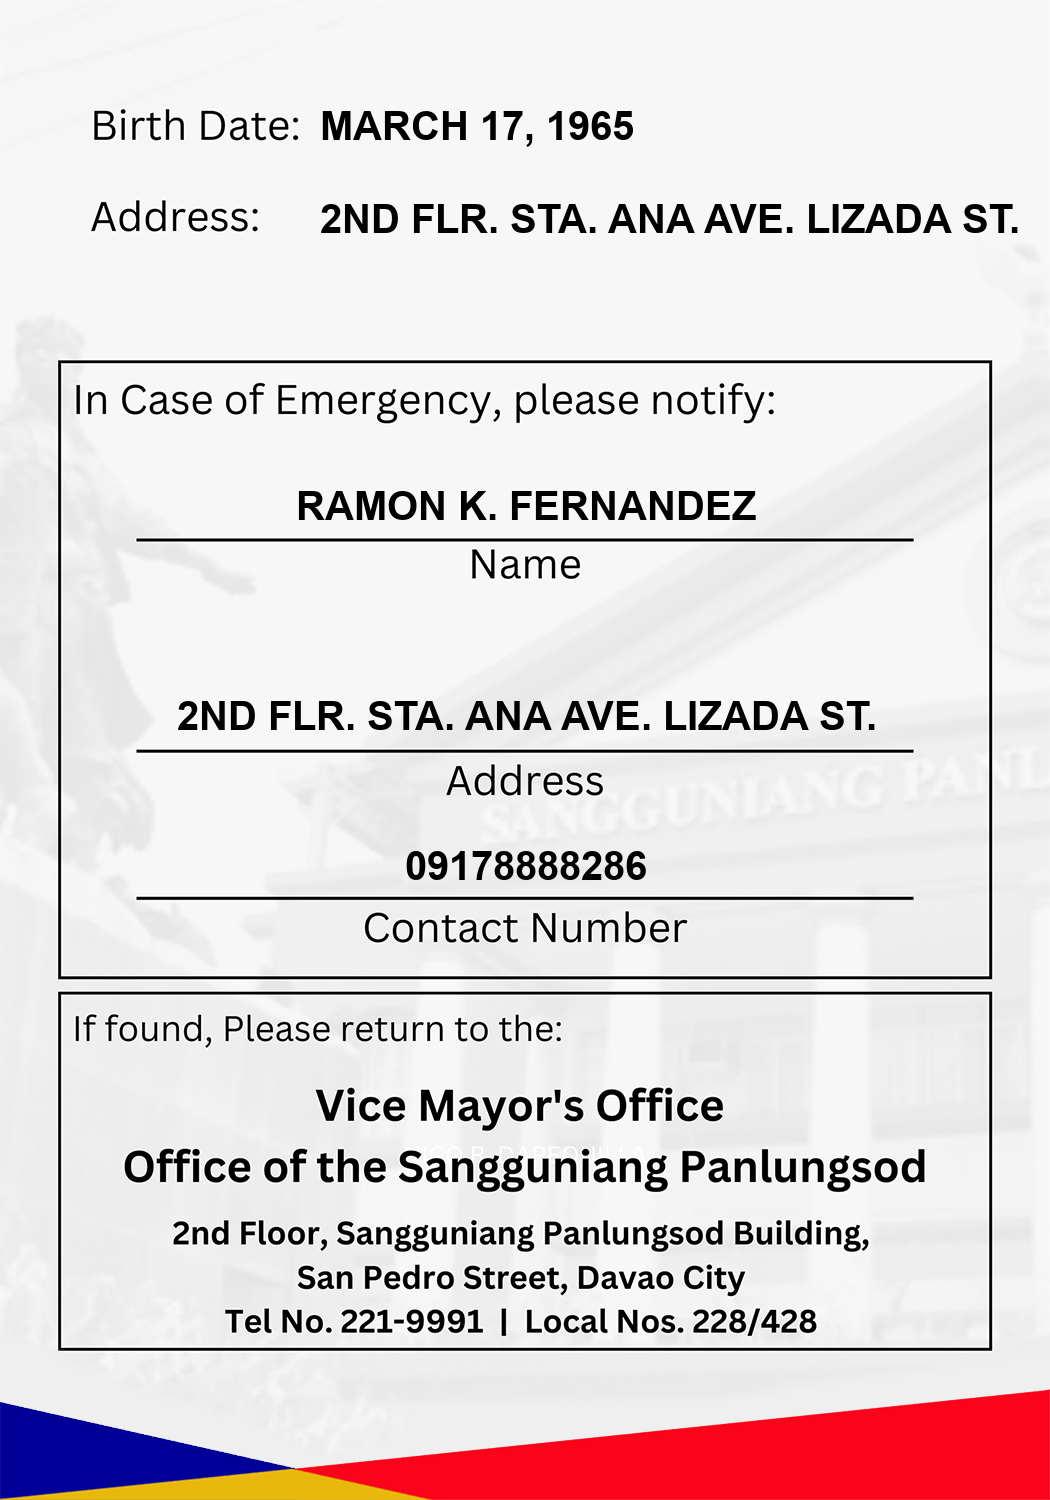 Birth Date: MARCH 17, 1965
Address: 2ND FLR. STA. ANA AVE. LIZADA ST.
In Case of Emergency, please notify:
RAMON K. FERNANDEZ
Name
2ND FLR. STA. ANA AVE. LIZADA ST.
Address
SANGGUNIANG PANL
09178888286
Contact Number
If found, Please return to the:
Vice Mayor's Office
Office of the Sangguniang Panlungsod
2nd Floor, Sangguniang Panlungsod Building,
San Pedro Street, Davao City
Tel No. 221-9991 | Local Nos. 228/428